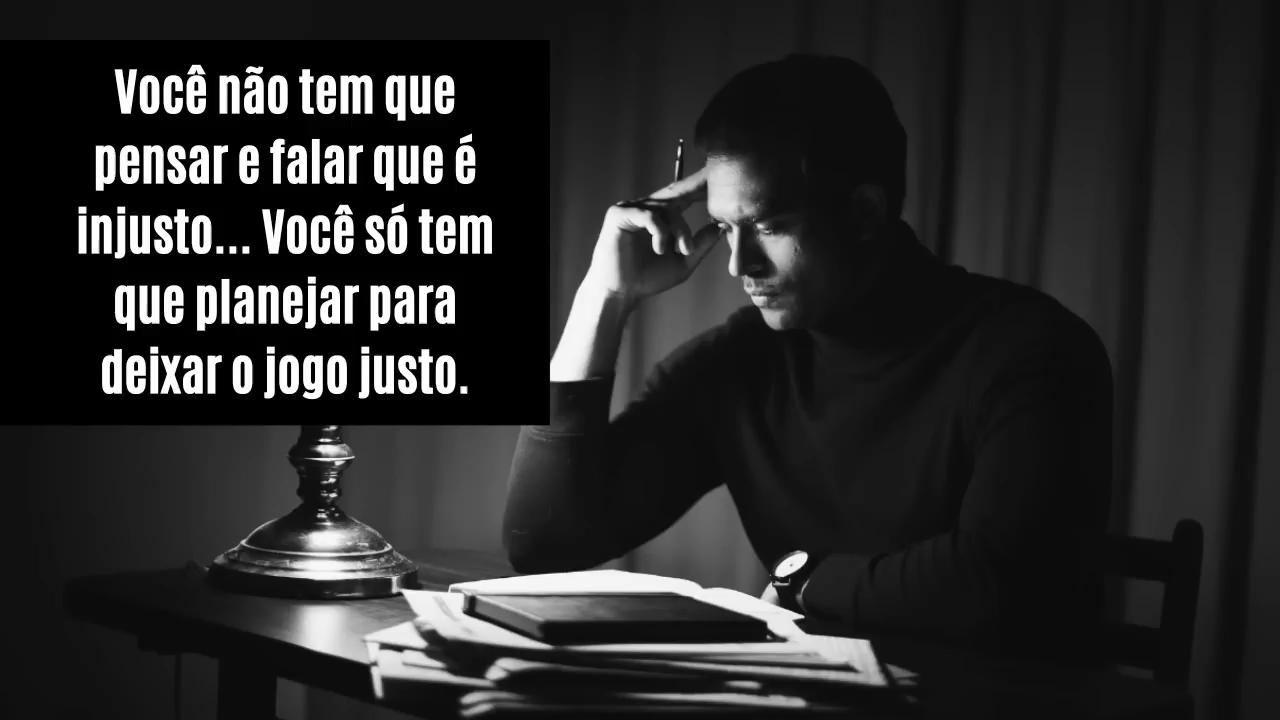 Você não tem que
pensar e falar que é
injusto... Você só tem
que planejar para
deixar o jogo justo.